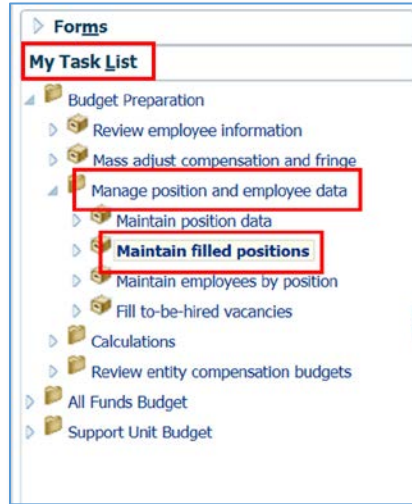 Forms
My Task List
Budget Preparation
Review employee information
Mass adjust compensation and fringe
Manage position and employee data
Maintain position data
Maintain filled positions
Maintain employees by position
Fill to-be-hired vacancies
Calculations
Review entity compensation budgets
All Funds Budget
Support Unit Budget